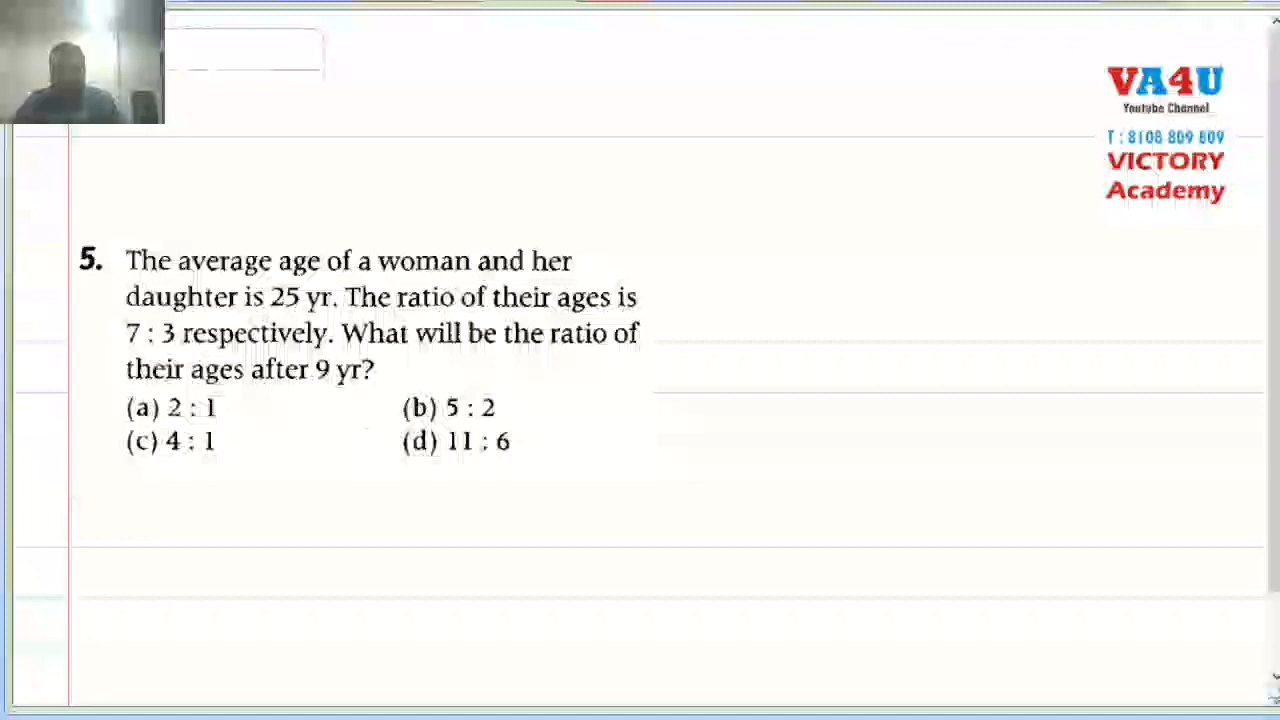 VA4U
Youtube Channel
T : 8108 809 809
VICTORY
Academy
5. The average age of a woman and her
daughter is 25 yr. The ratio of their ages is
7 : 3 respectively. What will be the ratio of
their ages after 9 yr?
(a) 2 : 1 (b) 5 : 2
(c) 4 : 1 (d) 11 : 6